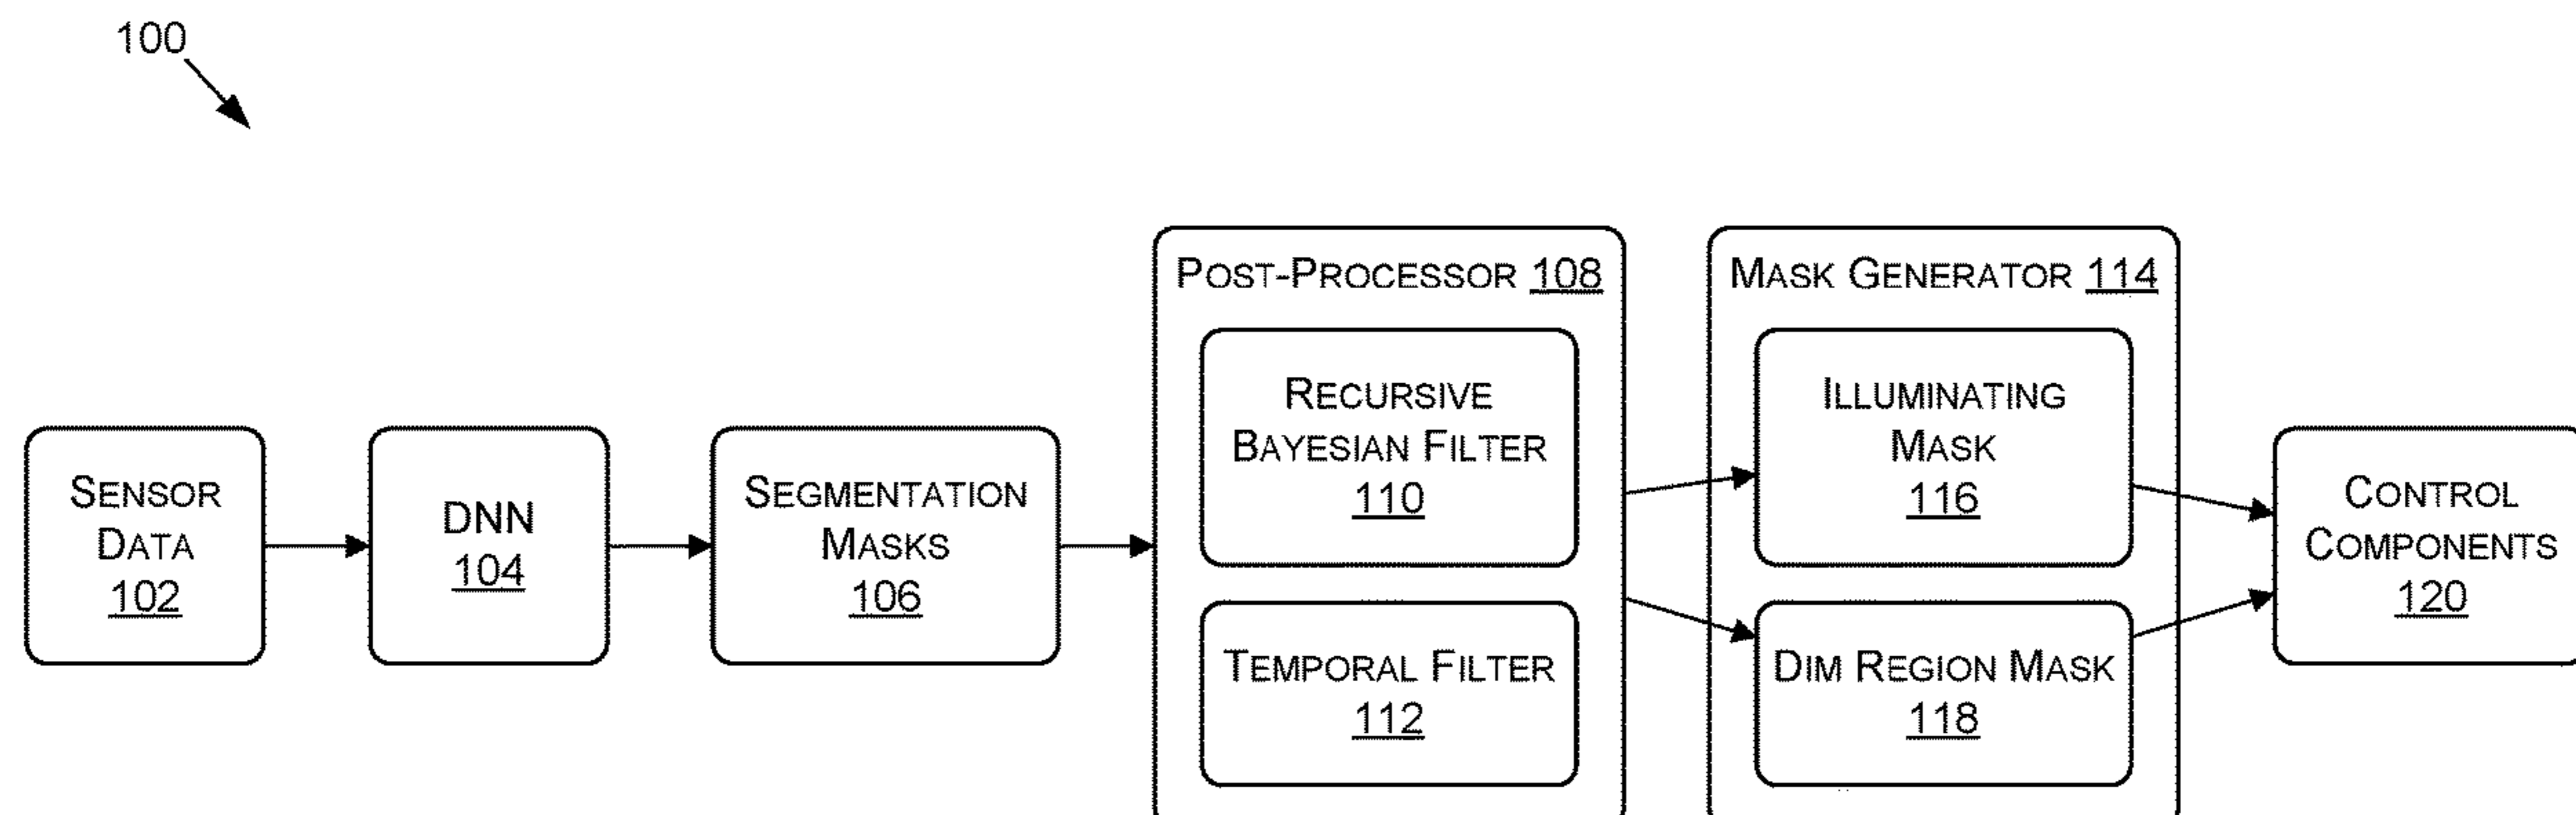 100
POST-PROCESSOR 108
MASK GENERATOR 114
RECURSIVE
BAYESIAN FILTER
110
ILLUMINATING
MASK
116
SENSOR
DATA
102
DNN
104
SEGMENTATION
MASKS
106
CONTROL
COMPONENTS
120
TEMPORAL FILTER
112
DIM REGION MASK
118